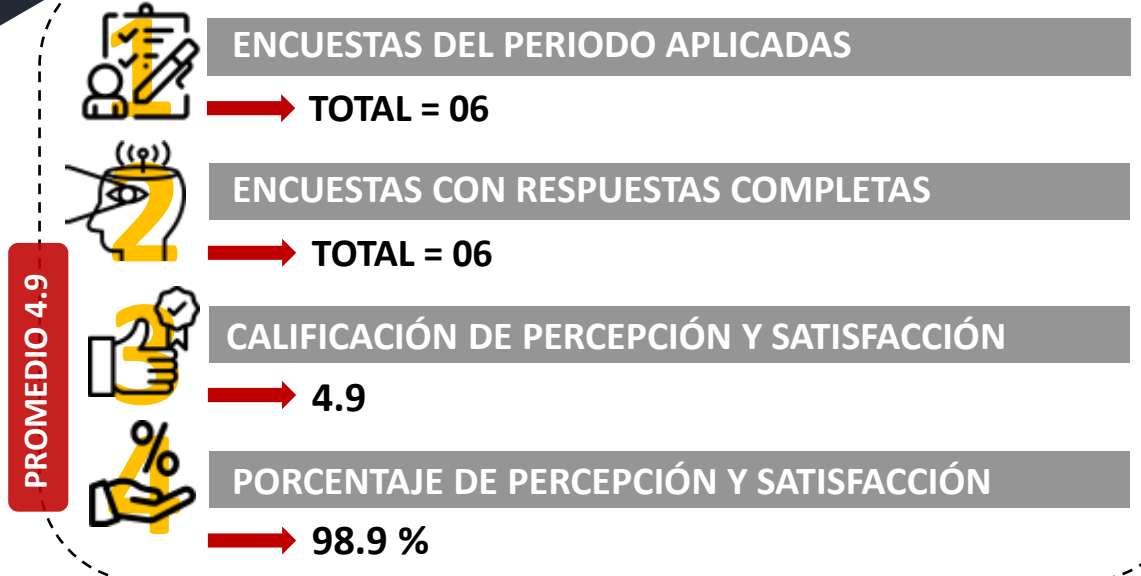 1
ENCUESTAS DEL PERIODO APLICADAS
TOTAL = 06
2
ENCUESTAS CON RESPUESTAS COMPLETAS
TOTAL = 06
PROMEDIO 4.9
3
CALIFICACIÓN DE PERCEPCIÓN Y SATISFACCIÓN
4.9
4
%
PORCENTAJE DE PERCEPCIÓN Y SATISFACCIÓN
98.9 %